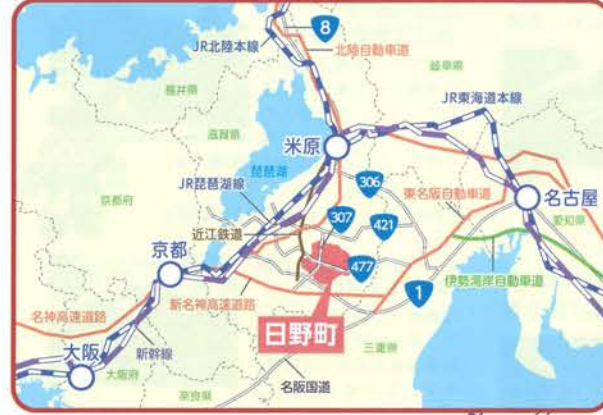 8
JR北陸本線
北陸自動車道
岐阜県
福井県
JR東海道本線
滋賀県
米原
琵琶湖
JR琵琶湖線
306
東名阪自動車道
名古屋
京都府
307
421
愛知県
近江鉄道
京都
477
伊勢湾岸自動車道
新名神高速道路
1
名神高速道路
日野町
大阪
新幹線
三重県
大阪府
奈良県
名阪国道